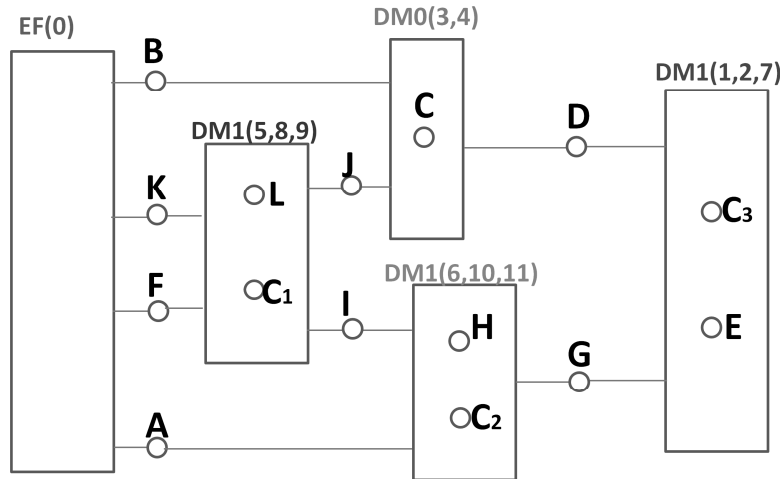 EF(0)
DM0(3,4)
B
DM1(1,2,7)
C
D
DM1(5,8,9)
J
K
L
C₃
DM1(6,10,11)
F
C₁
I
H
E
G
A
C₂